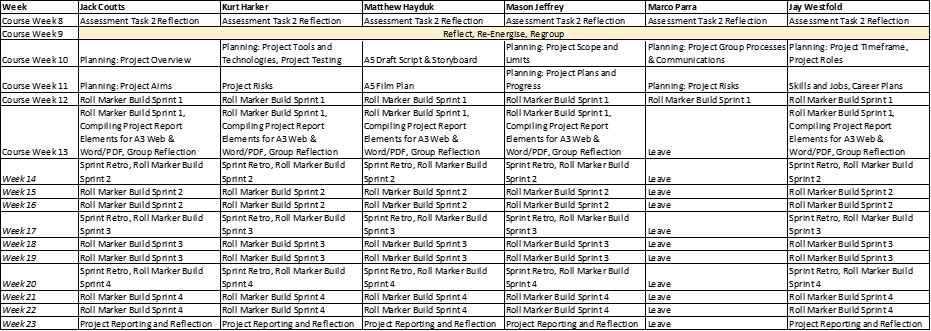 Week Jack Coutts Kurt Harker Matthew Hayduk Mason Jeffrey Marco Parra Jay Westfold
Course Week 8 Assessment Task 2 Reflection Assessment Task 2 Reflection Assessment Task 2 Reflection Assessment Task 2 Reflection Assessment Task 2 Reflection Assessment Task 2 Reflection
Course Week 9 Reflect, Re-Energise, Regroup
Planning: Project Tools and Planning: Project Scope and Planning: Project Group Processes Planning: Project Timeframe,
Course Week 10 Planning: Project Overview Technologies, Project Testing A5 Draft Script & Storyboard Limits & Communications Project Roles
Planning: Project Plans and
Course Week 11 Planning: Project Aims Project Risks A5 Film Plan Progress Planning: Project Risks Skills and Jobs, Career Plans
Course Week 12 Roll Marker Build Sprint 1 Roll Marker Build Sprint 1 Roll Marker Build Sprint 1 Roll Marker Build Sprint 1 Roll Marker Build Sprint 1 Roll Marker Build Sprint 1
Roll Marker Build Sprint 1, Roll Marker Build Sprint 1, Roll Marker Build Sprint 1, Roll Marker Build Sprint 1, Roll Marker Build Sprint 1,
Compiling Project Report Compiling Project Report Compiling Project Report Compiling Project Report Compiling Project Report
Elements for A3 Web & Elements for A3 Web & Elements for A3 Web & Elements for A3 Web & Elements for A3 Web &
Course Week 13 Word/PDF, Group Reflection Word/PDF, Group Reflection Word/PDF, Group Reflection Word/PDF, Group Reflection Leave Word/PDF, Group Reflection
Sprint Retro, Roll Marker Build Sprint Retro, Roll Marker Build Sprint Retro, Roll Marker Build Sprint Retro, Roll Marker Build Sprint Retro, Roll Marker Build
Week 14 Sprint 2 Sprint 2 Sprint 2 Sprint 2 Leave Sprint 2
Week 15 Roll Marker Build Sprint 2 Roll Marker Build Sprint 2 Roll Marker Build Sprint 2 Roll Marker Build Sprint 2 Leave Roll Marker Build Sprint 2
Week 16 Roll Marker Build Sprint 2 Roll Marker Build Sprint 2 Roll Marker Build Sprint 2 Roll Marker Build Sprint 2 Leave Roll Marker Build Sprint 2
Sprint Retro, Roll Marker Build Sprint Retro, Roll Marker Build Sprint Retro, Roll Marker Build Sprint Retro, Roll Marker Build Sprint Retro, Roll Marker Build
Week 17 Sprint 3 Sprint 3 Sprint 3 Sprint 3 Leave Sprint 3
Week 18 Roll Marker Build Sprint 3 Roll Marker Build Sprint 3 Roll Marker Build Sprint 3 Roll Marker Build Sprint 3 Leave Roll Marker Build Sprint 3
Week 19 Roll Marker Build Sprint 3 Roll Marker Build Sprint 3 Roll Marker Build Sprint 3 Roll Marker Build Sprint 3 Leave Roll Marker Build Sprint 3
Sprint Retro, Roll Marker Build Sprint Retro, Roll Marker Build Sprint Retro, Roll Marker Build Sprint Retro, Roll Marker Build Sprint Retro, Roll Marker Build
Week 20 Sprint 4 Sprint 4 Sprint 4 Sprint 4 Leave Sprint 4
Week 21 Roll Marker Build Sprint 4 Roll Marker Build Sprint 4 Roll Marker Build Sprint 4 Roll Marker Build Sprint 4 Leave Roll Marker Build Sprint 4
Week 22 Roll Marker Build Sprint 4 Roll Marker Build Sprint 4 Roll Marker Build Sprint 4 Roll Marker Build Sprint 4 Leave Roll Marker Build Sprint 4
Week 23 Project Reporting and Reflection Project Reporting and Reflection Project Reporting and Reflection Project Reporting and Reflection Leave Project Reporting and Reflection